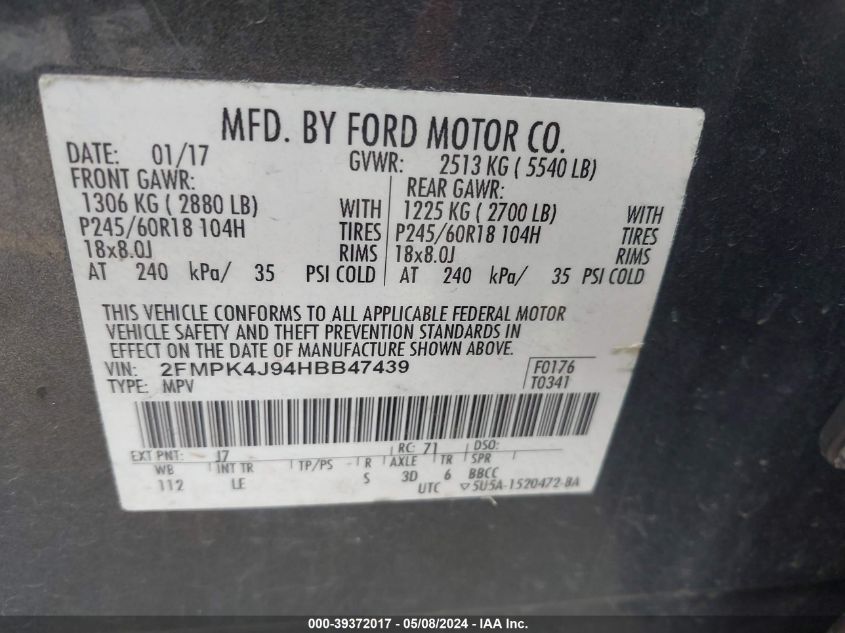 MFD. BY FORD MOTOR CO.
DATE: 01/17 GVWR: 2513 KG ( 5540 LB)
FRONT GAWR: REAR GAWR:
1306 KG ( 2880 LB) WITH 1225 KG ( 2700 LB) WITH
P245/60R18 104H TIRES P245/60R18 104H TIRES
18x8.0J RIMS 18x8.0J RIMS
AT 240 kPa/ 35 PSI COLD AT 240 kPa/ 35 PSI COLD
THIS VEHICLE CONFORMS TO ALL APPLICABLE FEDERAL MOTOR
VEHICLE SAFETY AND THEFT PREVENTION STANDARDS IN
EFFECT ON THE DATE OF MANUFACTURE SHOWN ABOVE.
VIN: 2FMPK4J94HBB47439 F0176
TYPE: MPV T0341
EXT PNT: J7 RC: 71 DSO:
WB INT TR TP/PS R AXLE TR SPR
112 LE S 3D 6 BBCC
UTC ▽5U5A-1520472-BA
000-39372017 - 05/08/2024 - IAA Inc.